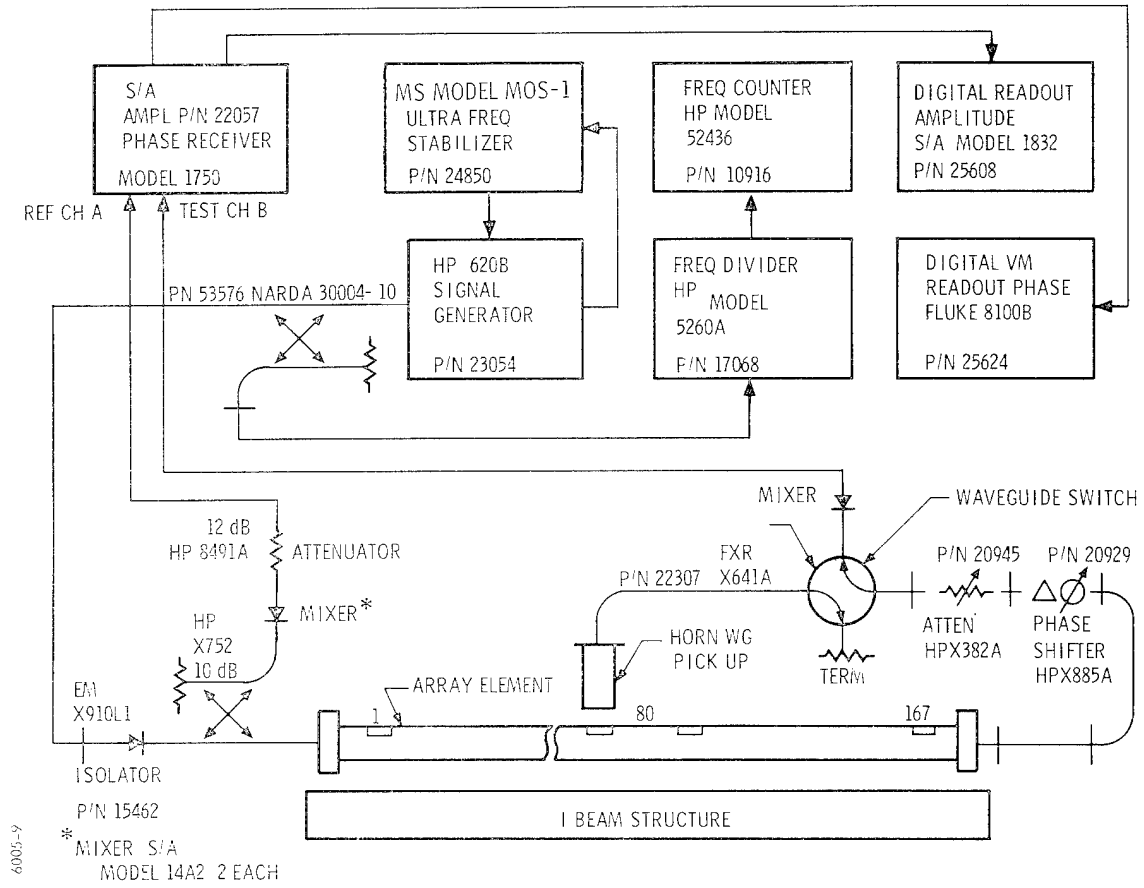 S/A
AMPL P/N 22057
PHASE RECEIVER
MODEL 1750
MS MODEL MOS-1
ULTRA FREQ
STABILIZER
P/N 24850
FREQ COUNTER
HP MODEL
52436
P/N 10916
DIGITAL READOUT
AMPLITUDE
S/A MODEL 1832
P/N 25608
REF CH A
TEST CH B
PN 53576 NARDA 30004-10
HP 620B
SIGNAL
GENERATOR
P/N 23054
FREQ DIVIDER
HP
MODEL
5260A
P/N 17068
DIGITAL VM
READOUT PHASE
FLUKE 8100B
P/N 25624
MIXER
WAVEGUIDE SWITCH
12 dB
HP 8491A
ATTENUATOR
FXR
X641A
P/N 22307
P/N 20945
P/N 20929
MIXER*
HP
X752
10 dB
HORN WG
PICK UP
TERM
ATTEN
HPX382A
PHASE
SHIFTER
HPX885A
EM
X910L1
ARRAY ELEMENT
1
80
167
ISOLATOR
P/N 15462
I BEAM STRUCTURE
*MIXER S/A
MODEL 14A2 2 EACH
6005-9